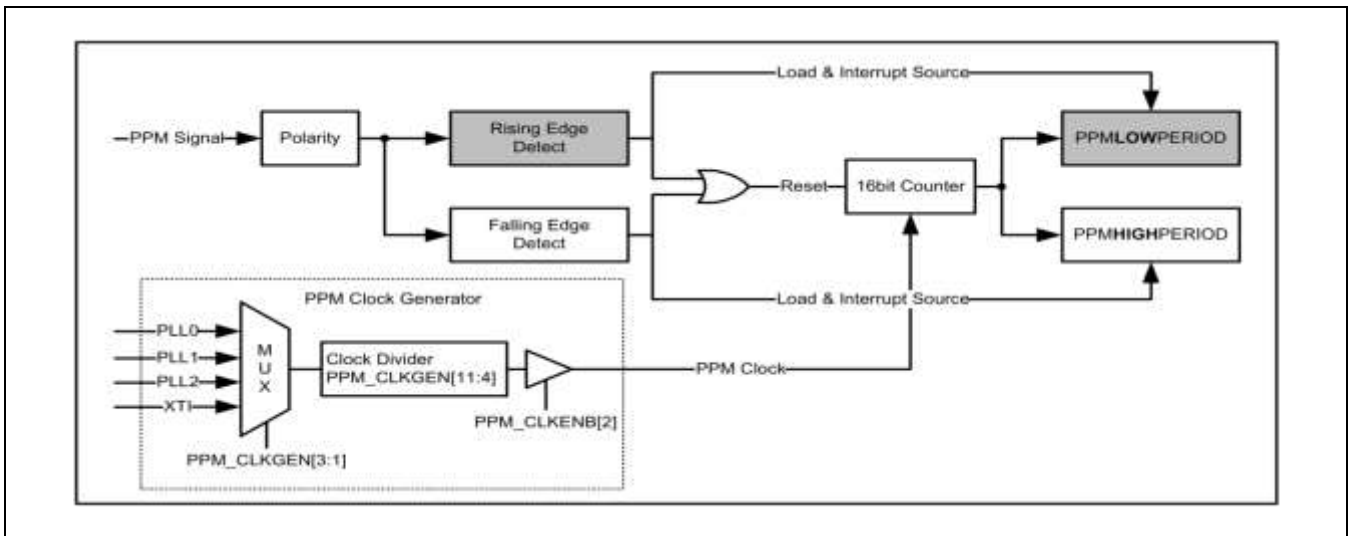 Load & Interrupt Source
PPM Signal
Polarity
Rising Edge
Detect
PPMLOWPERIOD
Reset
16bit Counter
Falling Edge
Detect
PPMHIGHPERIOD
Load & Interrupt Source
PPM Clock Generator
PLL0
PLL1
PLL2
XTI
M
U
X
Clock Divider
PPM_CLKGEN[11:4]
PPM Clock
PPM_CLKENB[2]
PPM_CLKGEN[3:1]